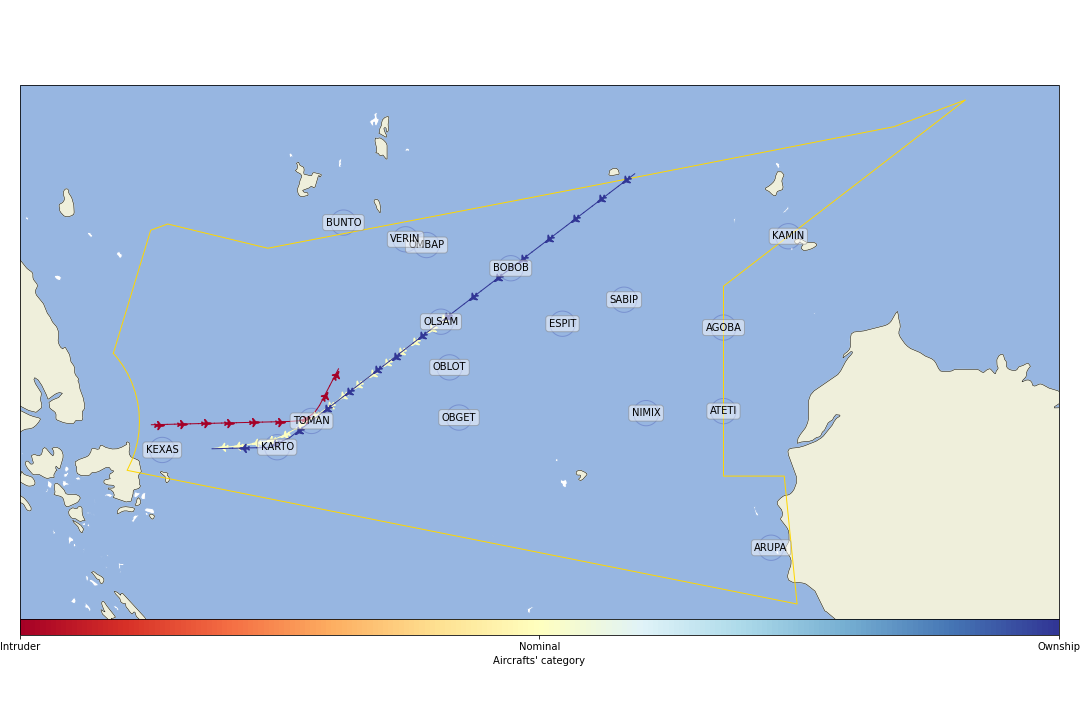 BUNTO
KAMIN
VERIN
OMBAP
BOBOB
SABIP
OLSAM
ESPIT
AGOBA
OBLOT
ATETI
NIMIX
OBGET
TOMAN
KARTO
KEXAS
ARUPA
Intruder
Nominal
Ownship
Aircrafts' category